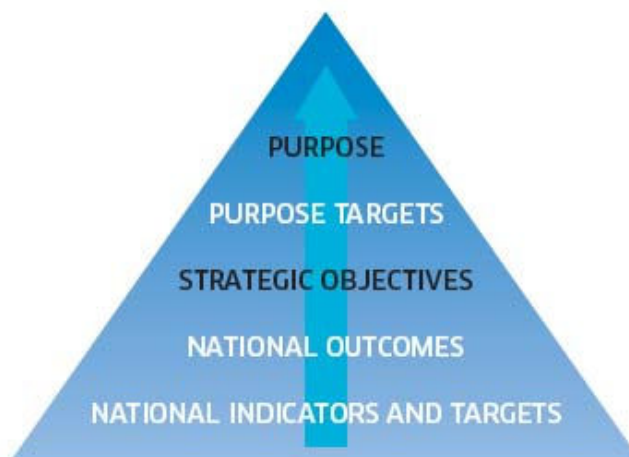 PURPOSE
PURPOSE TARGETS
STRATEGIC OBJECTIVES
NATIONAL OUTCOMES
NATIONAL INDICATORS AND TARGETS